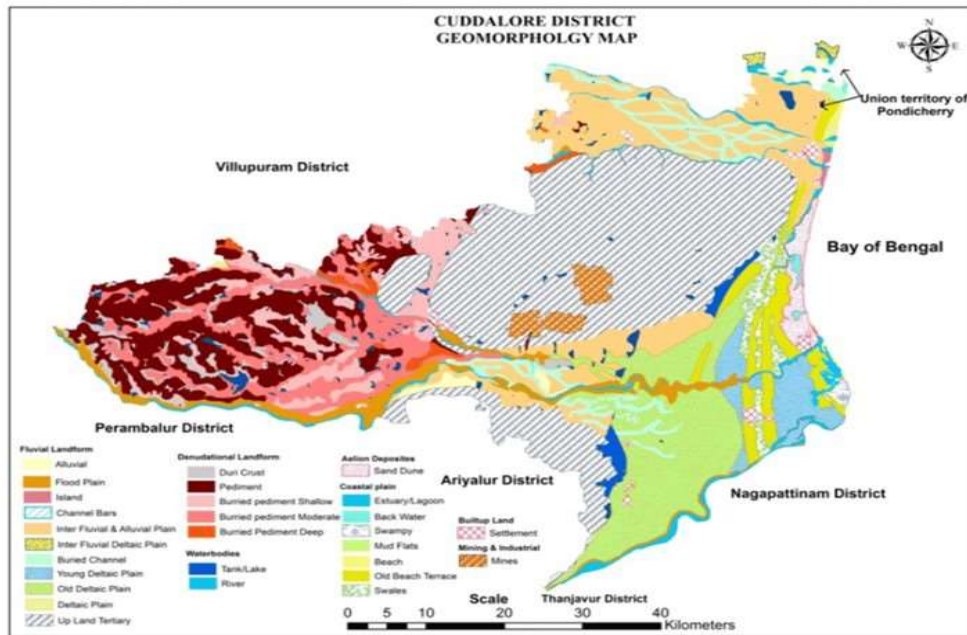 CUDDALORE DISTRICT
GEOMORPHOLGY MAP
N
W E
S
Union territory of
Pondicherry
Villupuram District
Bay of Bengal
Perambalur District
Ariyalur District
Nagapattinam District
Thanjavur District
Fluvial Landform
Alluvial
Flood Plain
Island
Channel Bars
Inter Fluvial & Alluvial Plain
Inter Fluvial Deltaic Plain
Buried Channel
Young Deltaic Plain
Old Deltaic Plain
Deltaic Plain
Up Land Tertiary
Denudational Landform
Duri Crust
Pediment
Burried pediment Shallow
Burried pediment Moderate
Burried Pediment Deep
Waterbodies
Tank/Lake
River
Aelion Deposites
Sand Dune
Coastal plain
Estuary/Lagoon
Back Water
Swampy
Mud Flats
Beach
Old Beach Terrace
Swales
Builtup Land
Settlement
Mining & Industrial
Mines
Scale
0 5 10 20 30 40
Kilometers